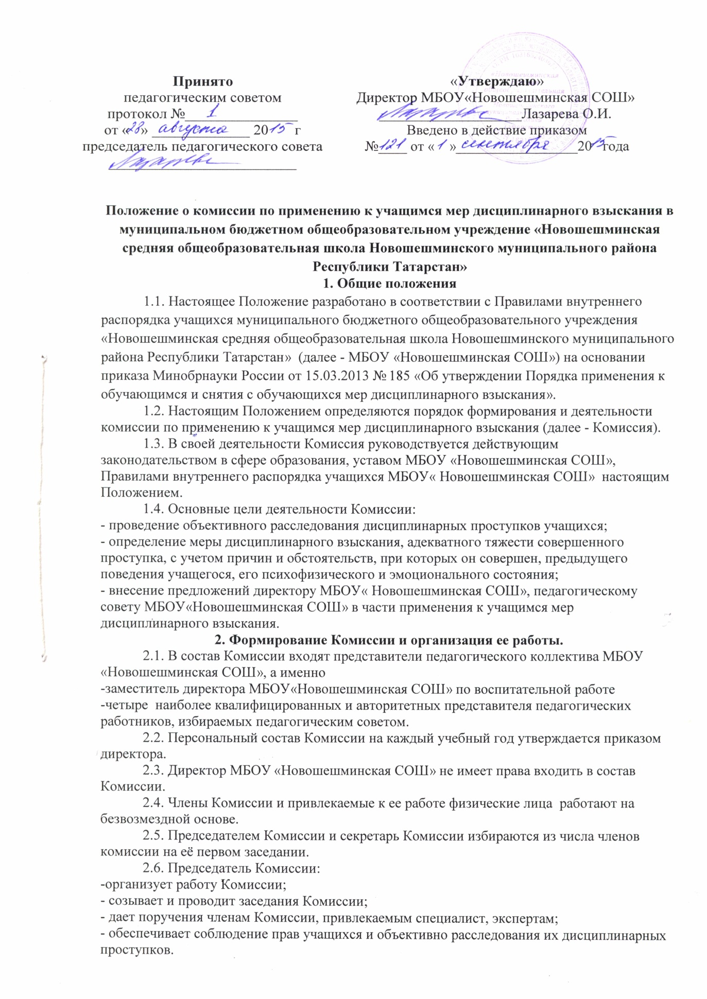 Принято
педагогическим советом
протокол № 1
от «28» августа 2015 г
председатель педагогического совета
«Утверждаю»
Директор МБОУ«Новошешминская СОШ»
Лазарева О.И.
Введено в действие приказом
№121 от « 1 » сентября 2015 года
Положение о комиссии по применению к учащимся мер дисциплинарного взыскания в
муниципальном бюджетном общеобразовательном учреждение «Новошешминская
средняя общеобразовательная школа Новошешминского муниципального района
Республики Татарстан»
1. Общие положения
1.1. Настоящее Положение разработано в соответствии с Правилами внутреннего
распорядка учащихся муниципального бюджетного общеобразовательного учреждения
«Новошешминская средняя общеобразовательная школа Новошешминского муниципального
района Республики Татарстан» (далее - МБОУ «Новошешминская СОШ») на основании
приказа Минобрнауки России от 15.03.2013 № 185 «Об утверждении Порядка применения к
обучающимся и снятия с обучающихся мер дисциплинарного взыскания».
1.2. Настоящим Положением определяются порядок формирования и деятельности
комиссии по применению к учащимся мер дисциплинарного взыскания (далее - Комиссия).
1.3. В своей деятельности Комиссия руководствуется действующим
законодательством в сфере образования, уставом МБОУ «Новошешминская СОШ»,
Правилами внутреннего распорядка учащихся МБОУ« Новошешминская СОШ» настоящим
Положением.
1.4. Основные цели деятельности Комиссии:
- проведение объективного расследования дисциплинарных проступков учащихся;
- определение меры дисциплинарного взыскания, адекватного тяжести совершенного
проступка, с учетом причин и обстоятельств, при которых он совершен, предыдущего
поведения учащегося, его психофизического и эмоционального состояния;
- внесение предложений директору МБОУ« Новошешминская СОШ», педагогическому
совету МБОУ«Новошешминская СОШ» в части применения к учащимся мер
дисциплинарного взыскания.
2. Формирование Комиссии и организация ее работы.
2.1. В состав Комиссии входят представители педагогического коллектива МБОУ
«Новошешминская СОШ», а именно
-заместитель директора МБОУ«Новошешминская СОШ» по воспитательной работе
-четыре наиболее квалифицированных и авторитетных представителя педагогических
работников, избираемых педагогическим советом.
2.2. Персональный состав Комиссии на каждый учебный год утверждается приказом
директора.
2.3. Директор МБОУ «Новошешминская СОШ» не имеет права входить в состав
Комиссии.
2.4. Члены Комиссии и привлекаемые к ее работе физические лица работают на
безвозмездной основе.
2.5. Председателем Комиссии и секретарь Комиссии избираются из числа членов
комиссии на её первом заседании.
2.6. Председатель Комиссии:
-организует работу Комиссии;
- созывает и проводит заседания Комиссии;
- дает поручения членам Комиссии, привлекаемым специалист, экспертам;
- обеспечивает соблюдение прав учащихся и объективно расследования их дисциплинарных
проступков.